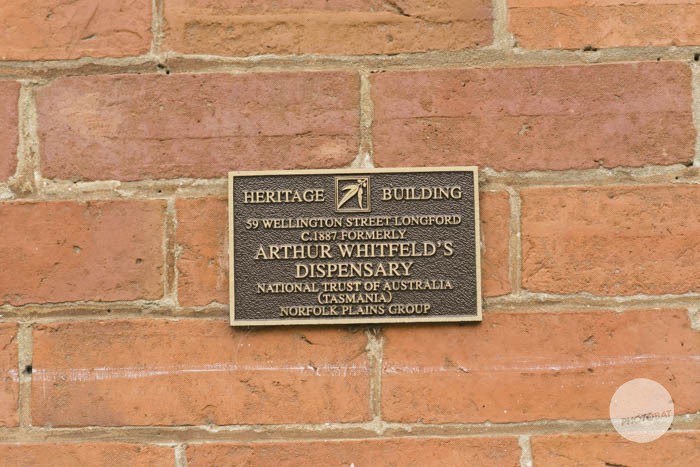 HERITAGE BUILDING
59 WELLINGTON STREET LONGFORD
C.1887 FORMERLY
ARTHUR WHITFELD'S
DISPENSARY
NATIONAL TRUST OF AUSTRALIA
(TASMANIA)
NORFOLK PLAINS GROUP
PHOTORAT